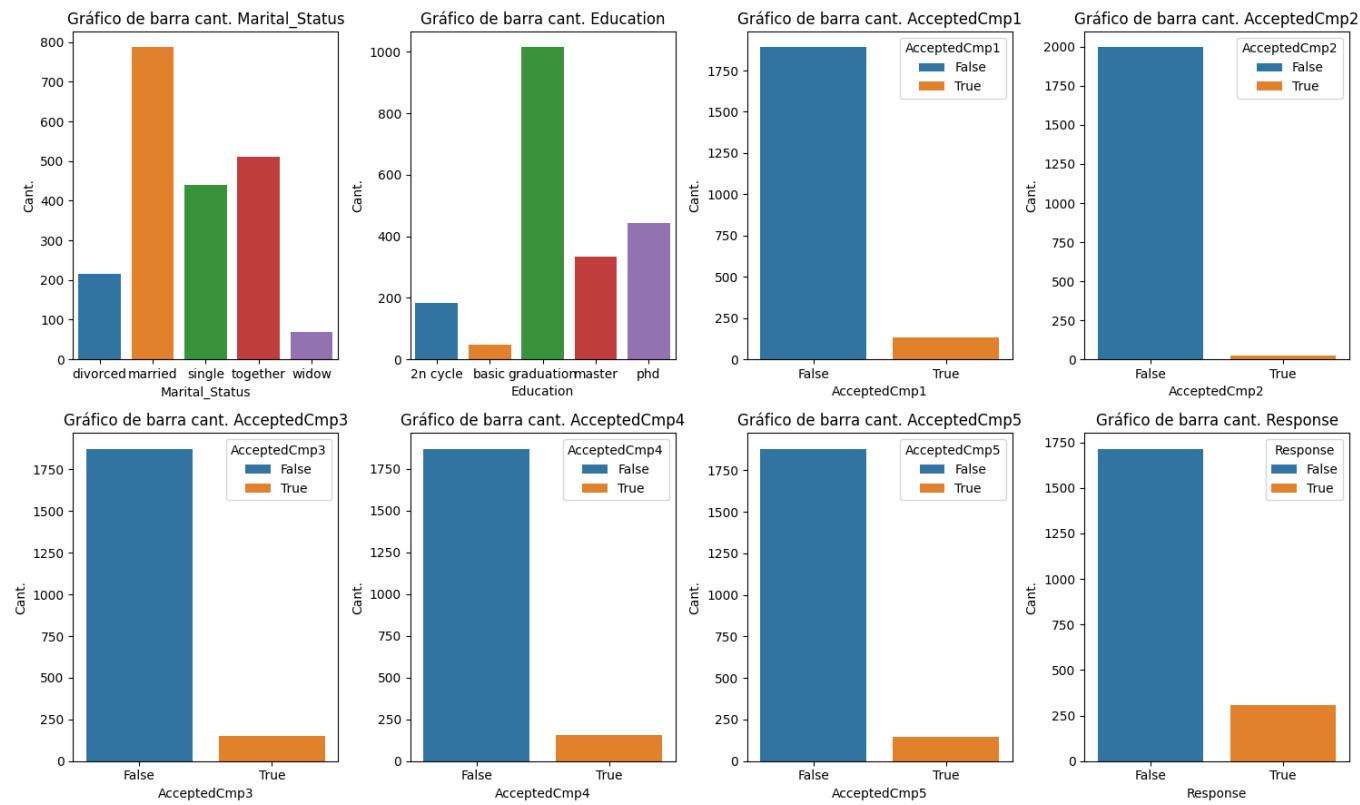 Gráfico de barra cant. Marital_Status
800
700
600
500
400
300
200
100
0
Cant.
divorced married single together widow
Marital_Status
Gráfico de barra cant. Education
1000
800
600
400
200
0
Cant.
2n cycle basic graduation master phd
Education
Gráfico de barra cant. AcceptedCmp1
AcceptedCmp1
False
True
1750
1500
1250
1000
750
500
250
0
Cant.
False True
AcceptedCmp1
Gráfico de barra cant. AcceptedCmp2
AcceptedCmp2
False
True
2000
1750
1500
1250
1000
750
500
250
0
Cant.
False True
AcceptedCmp2
Gráfico de barra cant. AcceptedCmp3
AcceptedCmp3
False
True
1750
1500
1250
1000
750
500
250
0
Cant.
False True
AcceptedCmp3
Gráfico de barra cant. AcceptedCmp4
AcceptedCmp4
False
True
1750
1500
1250
1000
750
500
250
0
Cant.
False True
AcceptedCmp4
Gráfico de barra cant. AcceptedCmp5
AcceptedCmp5
False
True
1750
1500
1250
1000
750
500
250
0
Cant.
False True
AcceptedCmp5
Gráfico de barra cant. Response
Response
False
True
1750
1500
1250
1000
750
500
250
0
Cant.
False True
Response